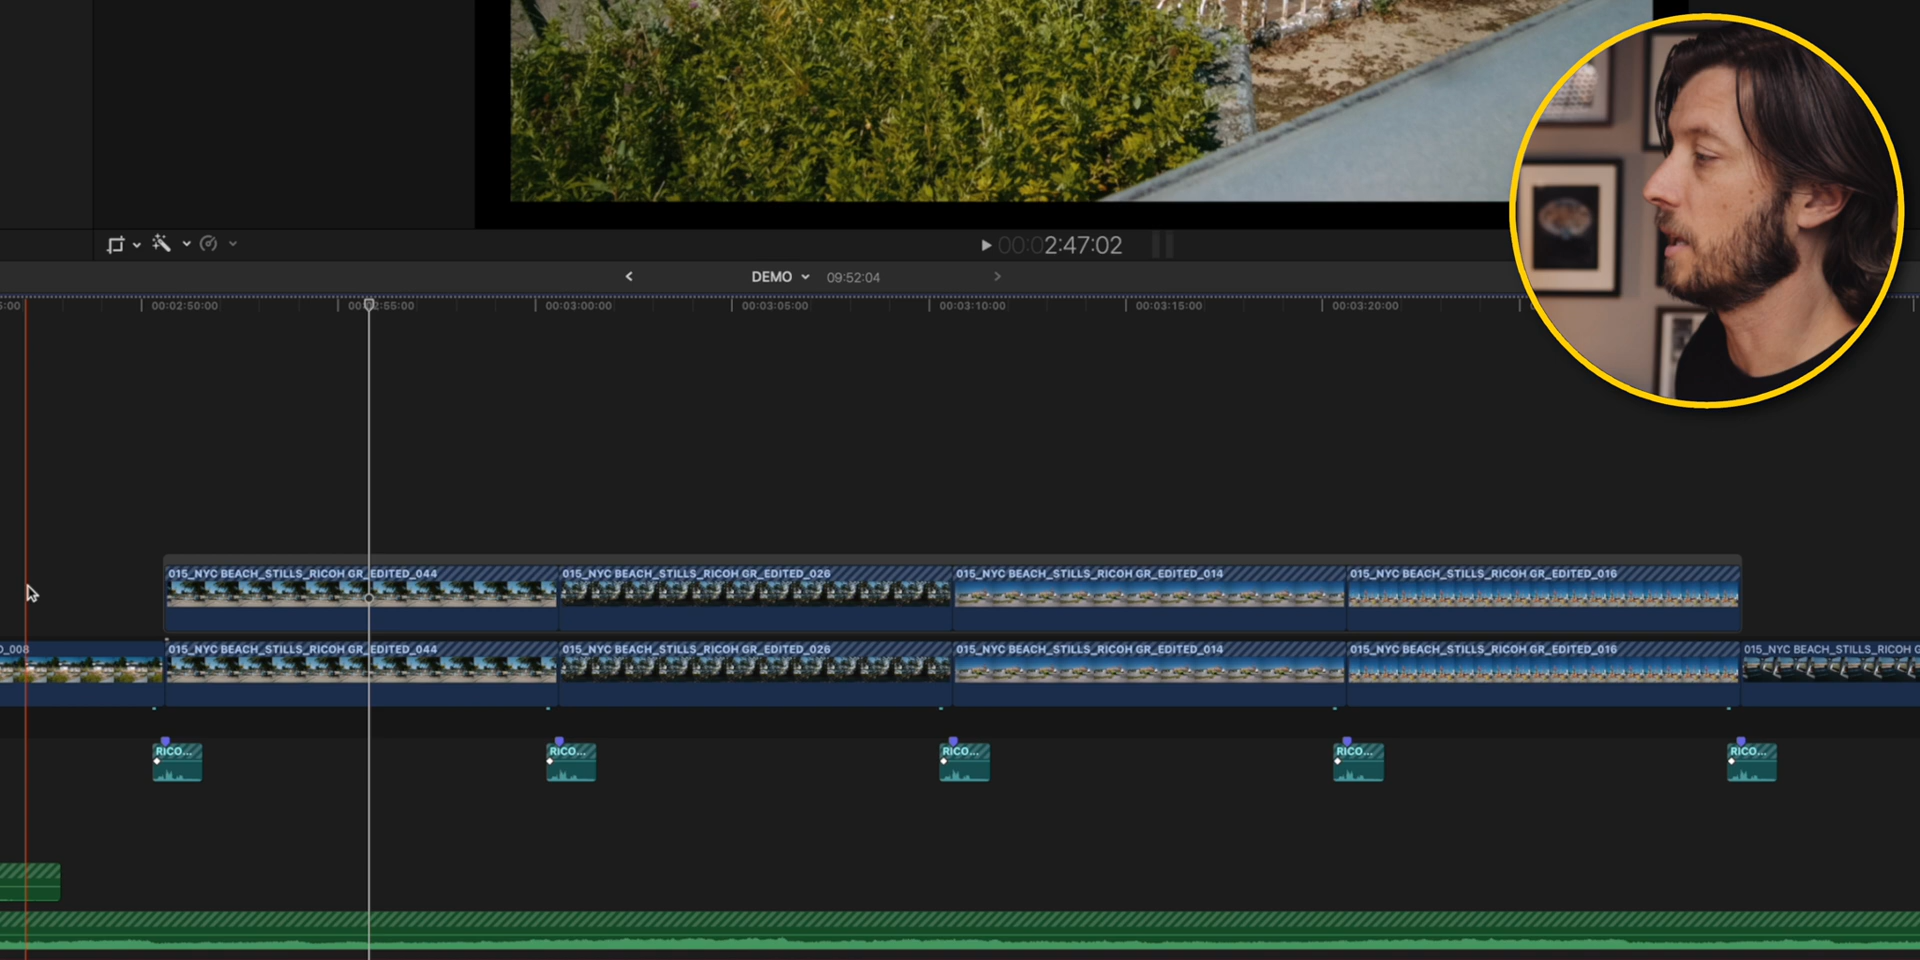 00:02:47:02
DEMO 09:52:04
5:00 00:02:50:00 00:02:55:00 00:03:00:00 00:03:05:00 00:03:10:00 00:03:15:00 00:03:20:00
015_NYC BEACH_STILLS_RICOH GR_EDITED_044 015_NYC BEACH_STILLS_RICOH GR_EDITED_026 015_NYC BEACH_STILLS_RICOH GR_EDITED_014 015_NYC BEACH_STILLS_RICOH GR_EDITED_016
D_008 015_NYC BEACH_STILLS_RICOH GR_EDITED_044 015_NYC BEACH_STILLS_RICOH GR_EDITED_026 015_NYC BEACH_STILLS_RICOH GR_EDITED_014 015_NYC BEACH_STILLS_RICOH GR_EDITED_016 015_NYC BEACH_STILLS_RICOH G
RICO... RICO... RICO... RICO... RICO...